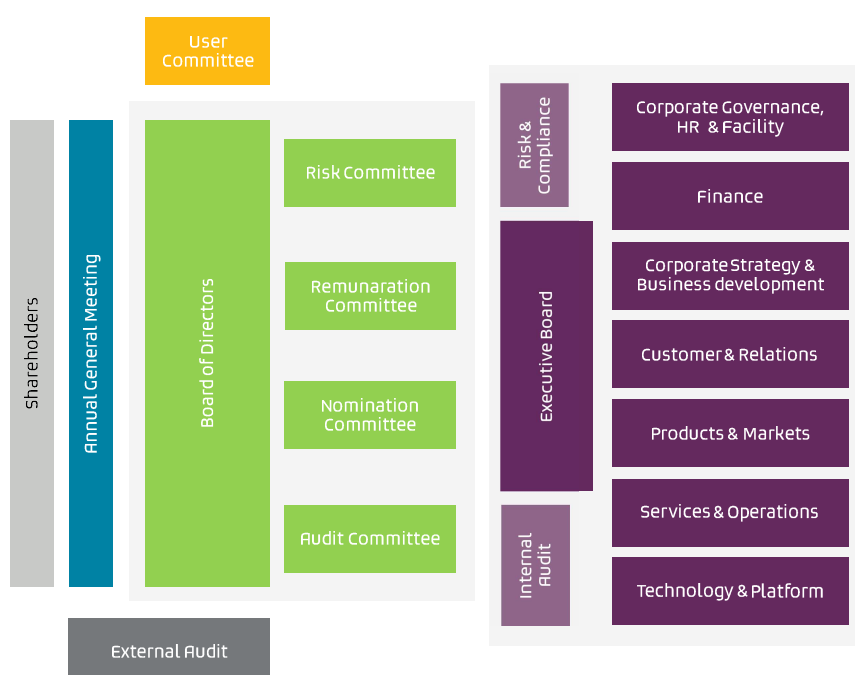 User
Committee
Shareholders
Annual General Meeting
Board of Directors
Risk Committee
Remunaration
Committee
Nomination
Committee
Audit Committee
External Audit
Risk &
Compliance
Executive Board
Internal
Audit
Corporate Governance,
HR & Facility
Finance
Corporate Strategy &
Business development
Customer & Relations
Products & Markets
Services & Operations
Technology & Platform